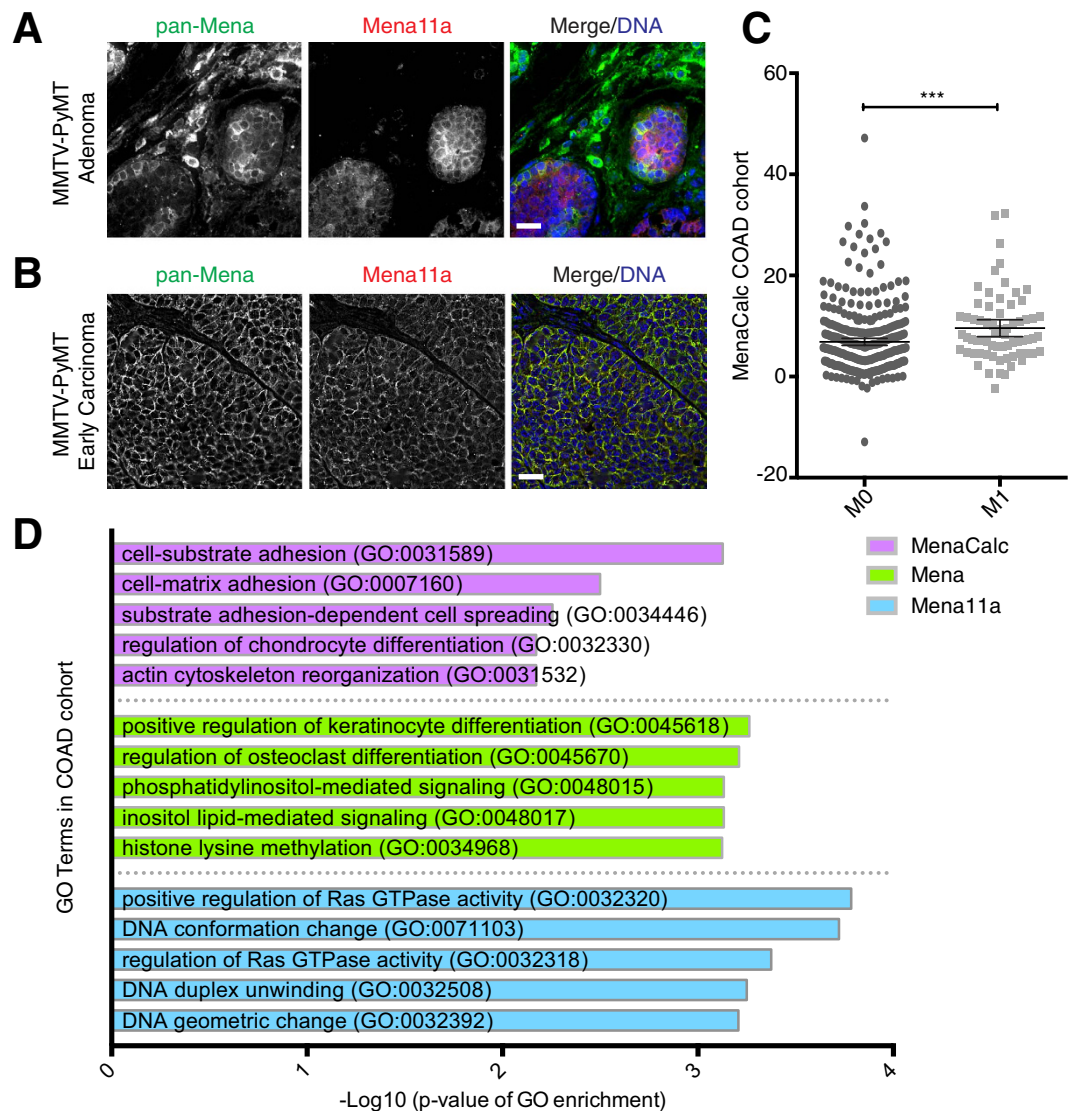 A
pan-Mena
Mena11a
Merge/DNA
MMTV-PyMT
Adenoma
B
pan-Mena
Mena11a
Merge/DNA
MMTV-PyMT
Early Carcinoma
C
MenaCalc COAD cohort
60
40
20
0
-20
***
M0
M1
D
GO Terms in COAD cohort
MenaCalc
Mena
Mena11a
cell-substrate adhesion (GO:0031589)
cell-matrix adhesion (GO:0007160)
substrate adhesion-dependent cell spreading (GO:0034446)
regulation of chondrocyte differentiation (GO:0032330)
actin cytoskeleton reorganization (GO:0031532)
positive regulation of keratinocyte differentiation (GO:0045618)
regulation of osteoclast differentiation (GO:0045670)
phosphatidylinositol-mediated signaling (GO:0048015)
inositol lipid-mediated signaling (GO:0048017)
histone lysine methylation (GO:0034968)
positive regulation of Ras GTPase activity (GO:0032320)
DNA conformation change (GO:0071103)
regulation of Ras GTPase activity (GO:0032318)
DNA duplex unwinding (GO:0032508)
DNA geometric change (GO:0032392)
0
1
2
3
4
-Log10 (p-value of GO enrichment)